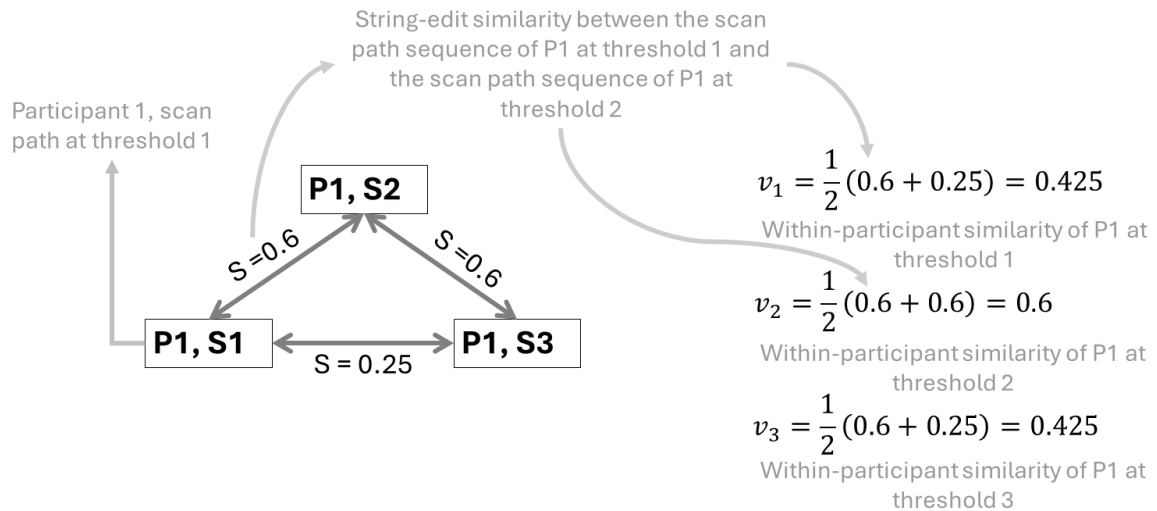 String-edit similarity between the scan
path sequence of P1 at threshold 1 and
the scan path sequence of P1 at
threshold 2
Participant 1, scan
path at threshold 1
P1, S2
S =0.6
S =0.6
P1, S1
P1, S3
S = 0.25
v₁ = 1/2 (0.6 + 0.25) = 0.425
Within-participant similarity of P1 at
threshold 1
v₂ = 1/2 (0.6 + 0.6) = 0.6
Within-participant similarity of P1 at
threshold 2
v₃ = 1/2 (0.6 + 0.25) = 0.425
Within-participant similarity of P1 at
threshold 3